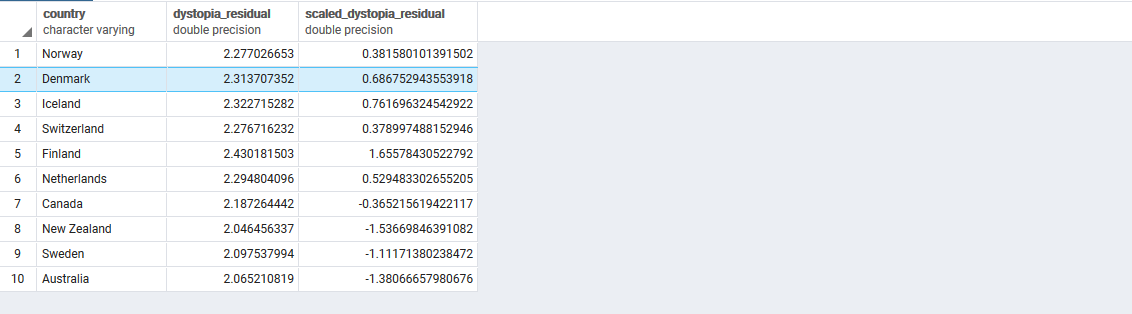 country dystopia_residual scaled_dystopia_residual
character varying double precision double precision
1 Norway 2.277026653 0.381580101391502
2 Denmark 2.313707352 0.686752943553918
3 Iceland 2.322715282 0.761696324542922
4 Switzerland 2.276716232 0.378997488152946
5 Finland 2.430181503 1.65578430522792
6 Netherlands 2.294804096 0.529483302655205
7 Canada 2.187264442 -0.365215619422117
8 New Zealand 2.046456337 -1.53669846391082
9 Sweden 2.097537994 -1.11171380238472
10 Australia 2.065210819 -1.38066657980676